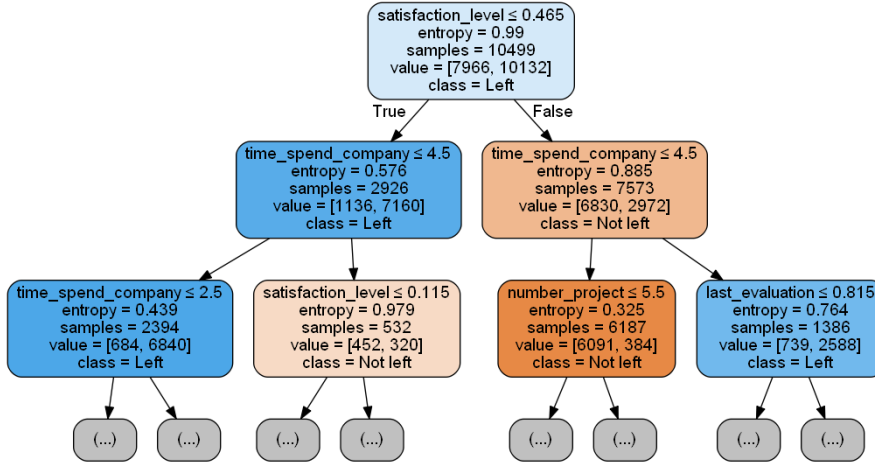 satisfaction_level ≤ 0.465
entropy = 0.99
samples = 10499
value = [7966, 10132]
class = Left
True
False
time_spend_company ≤ 4.5
entropy = 0.576
samples = 2926
value = [1136, 7160]
class = Left
time_spend_company ≤ 4.5
entropy = 0.885
samples = 7573
value = [6830, 2972]
class = Not left
time_spend_company ≤ 2.5
entropy = 0.439
samples = 2394
value = [684, 6840]
class = Left
satisfaction_level ≤ 0.115
entropy = 0.979
samples = 532
value = [452, 320]
class = Not left
number_project ≤ 5.5
entropy = 0.325
samples = 6187
value = [6091, 384]
class = Not left
last_evaluation ≤ 0.815
entropy = 0.764
samples = 1386
value = [739, 2588]
class = Left
(...)
(...)
(...)
(...)
(...)
(...)
(...)
(...)